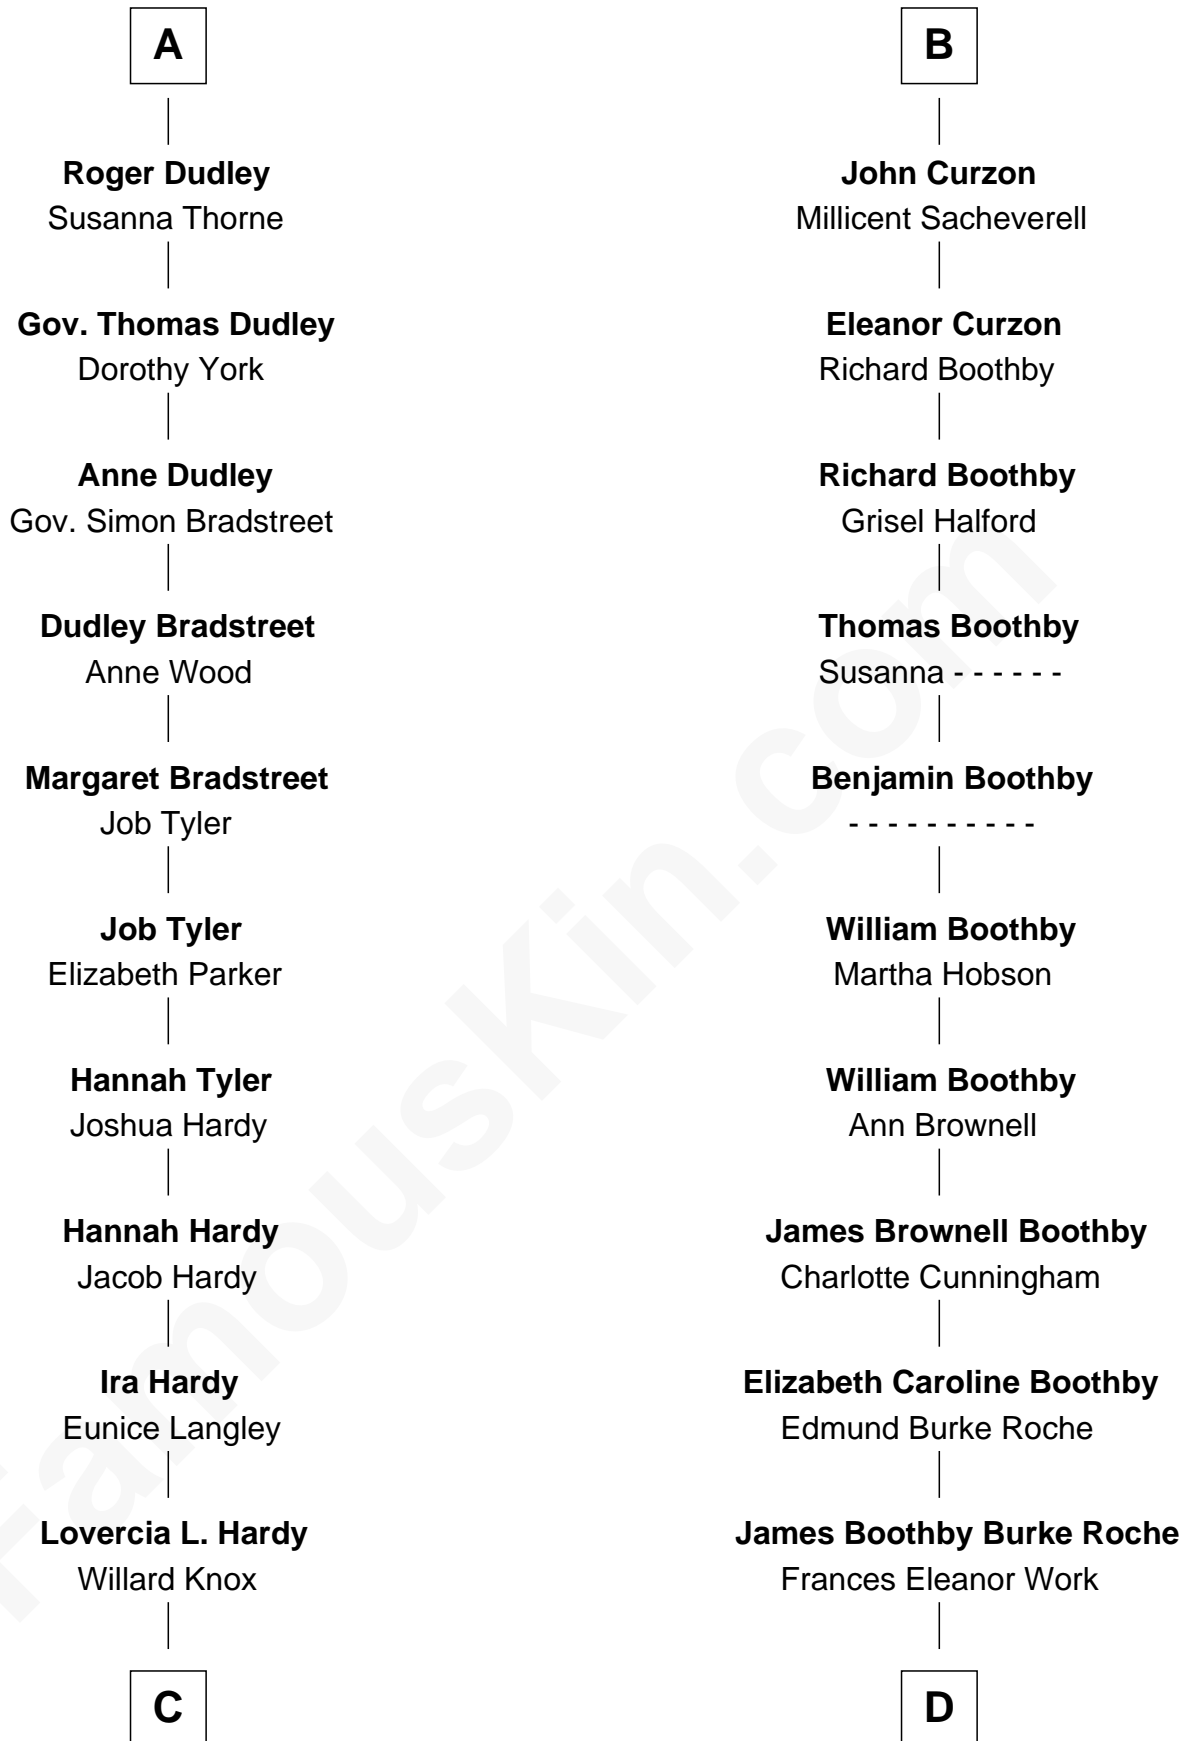 A
Roger Dudley
Susanna Thorne
Gov. Thomas Dudley
Dorothy York
Anne Dudley
Gov. Simon Bradstreet
Dudley Bradstreet
Anne Wood
Margaret Bradstreet
Job Tyler
Job Tyler
Elizabeth Parker
Hannah Tyler
Joshua Hardy
Hannah Hardy
Jacob Hardy
Ira Hardy
Eunice Langley
Lovercia L. Hardy
Willard Knox
C
B
John Curzon
Millicent Sacheverell
Eleanor Curzon
Richard Boothby
Richard Boothby
Grisel Halford
Thomas Boothby
Susanna - - - - - -
Benjamin Boothby
- - - - - - - - - -
William Boothby
Martha Hobson
William Boothby
Ann Brownell
James Brownell Boothby
Charlotte Cunningham
Elizabeth Caroline Boothby
Edmund Burke Roche
James Boothby Burke Roche
Frances Eleanor Work
D
FamousKin.com